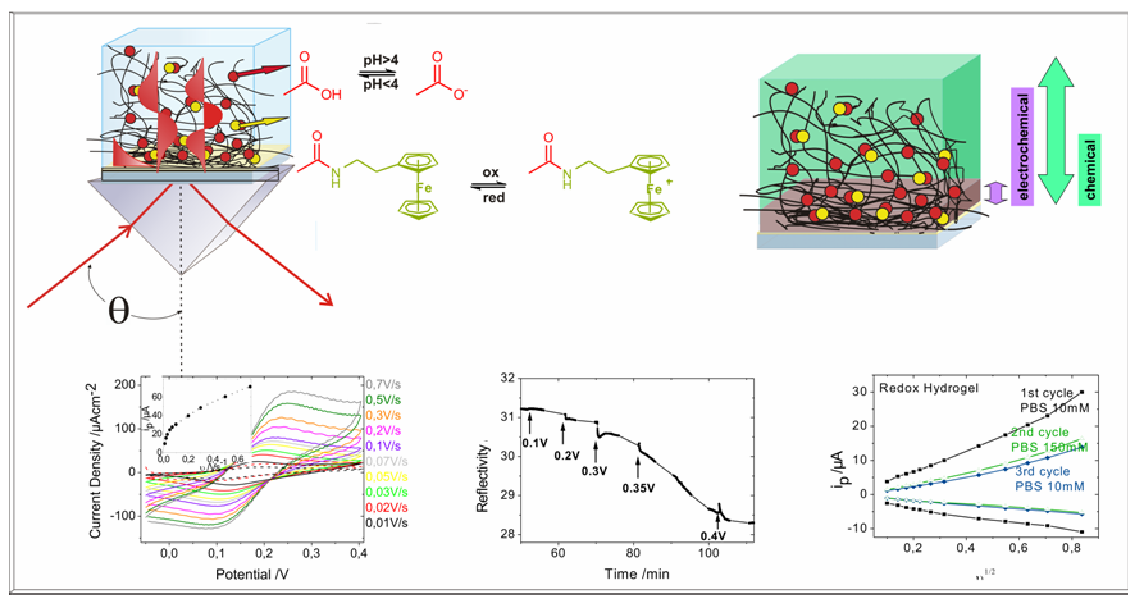 pH>4
pH<4
O
OH
O
O-
O
N
H
Fe
ox
red
O
N
H
Fe
+
electrochemical
chemical
θ
Current Density /µAcm-2
200
100
0
-100
0,0
0,1
0,2
0,3
0,4
Potential /V
60
40
20
0
0.0
0.2
0.4
0.6
0,7V/s
0,5V/s
0,3V/s
0,2V/s
0,1V/s
0,07V/s
0,05V/s
0,03V/s
0,02V/s
0,01V/s
Reflectivity
32
31
30
29
28
60
80
100
Time /min
0.1V
0.2V
0.3V
0.35V
0.4V
Redox Hydrogel
1st cycle
PBS 10mM
2nd cycle
PBS 150mM
3rd cycle
PBS 10mM
ip/µA
30
20
10
0
-10
0,2
0,4
0,6
0,8